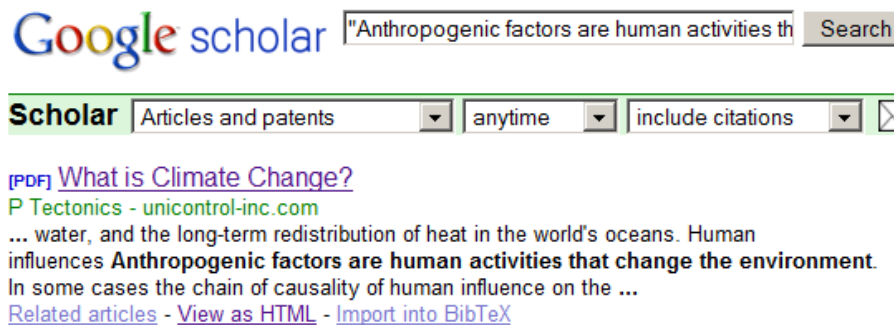 Google scholar "Anthropogenic factors are human activities th Search
Scholar Articles and patents anytime include citations
[PDF] What is Climate Change?
P Tectonics - unicontrol-inc.com
... water, and the long-term redistribution of heat in the world's oceans. Human
influences Anthropogenic factors are human activities that change the environment.
In some cases the chain of causality of human influence on the ...
Related articles - View as HTML - Import into BibTeX